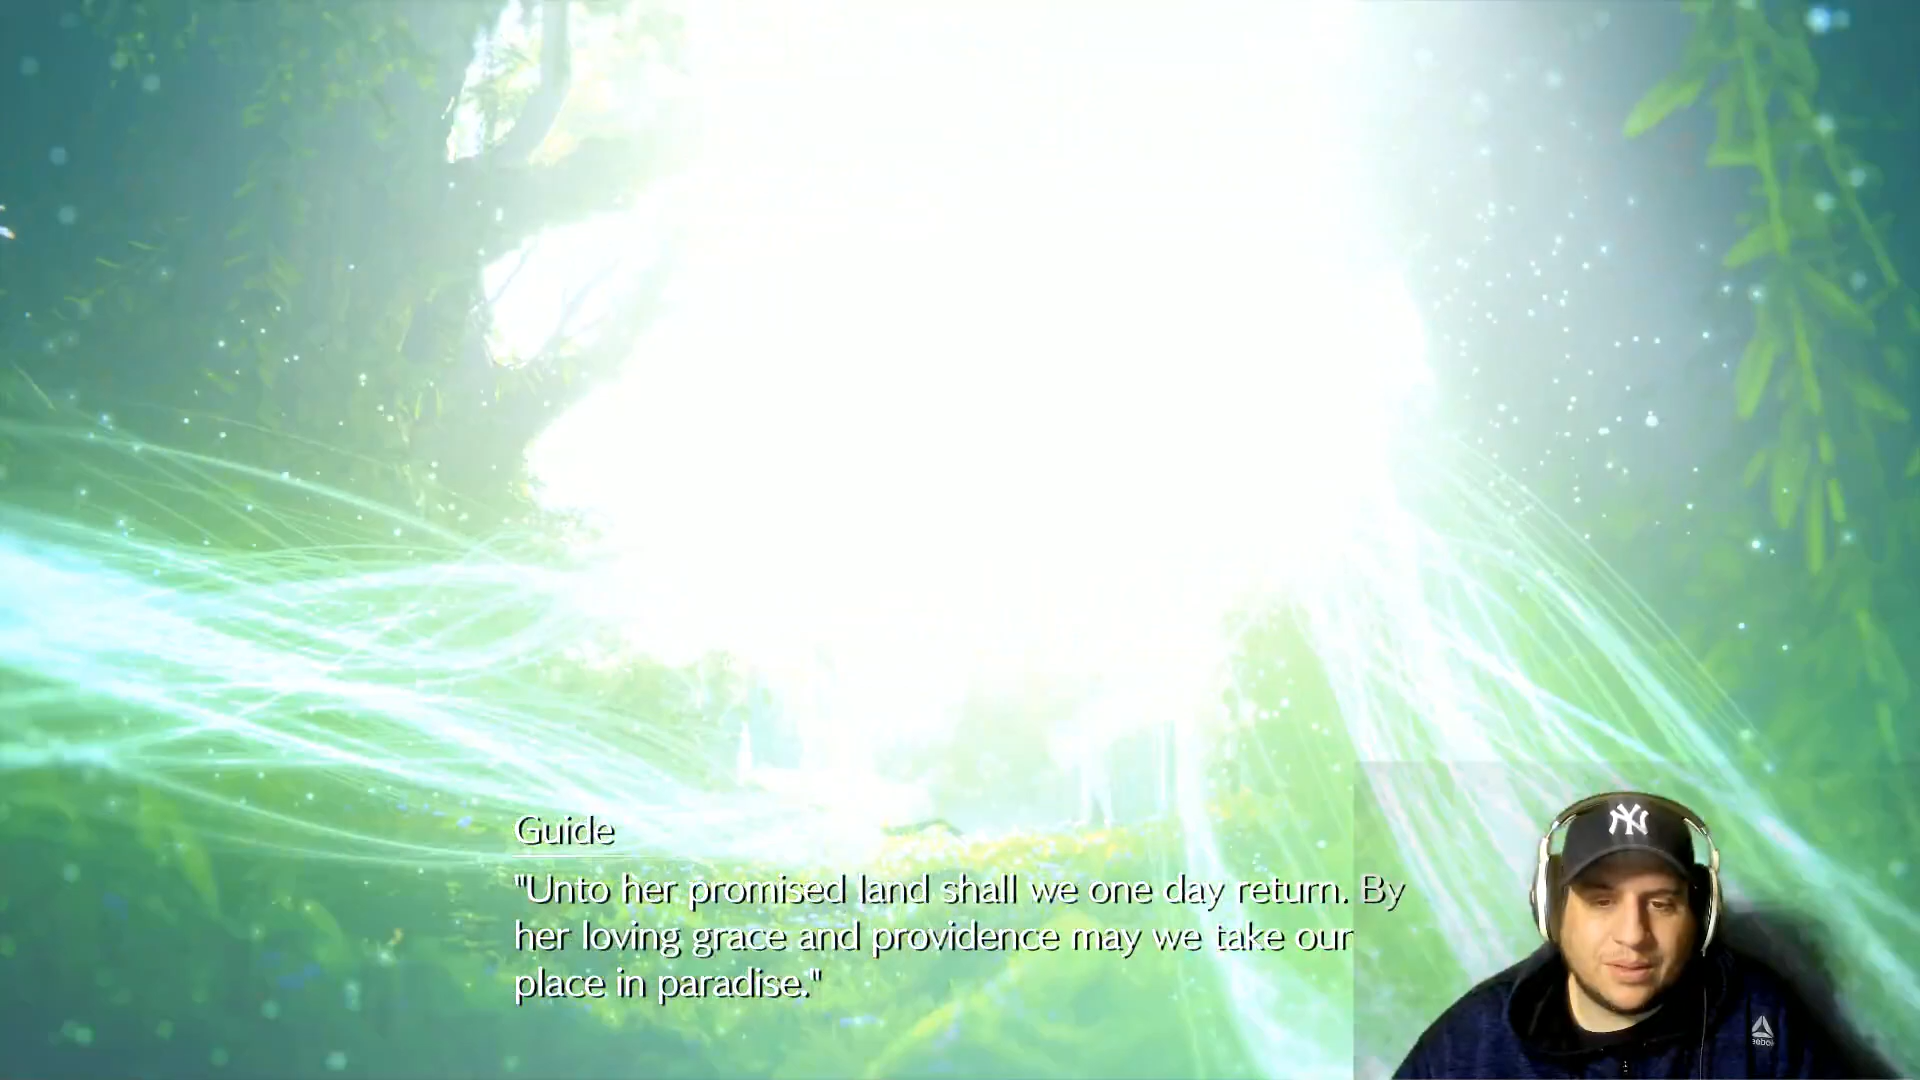 Guide
"Unto her promised land shall we one day return. By
her loving grace and providence may we take our
place in paradise."
NY